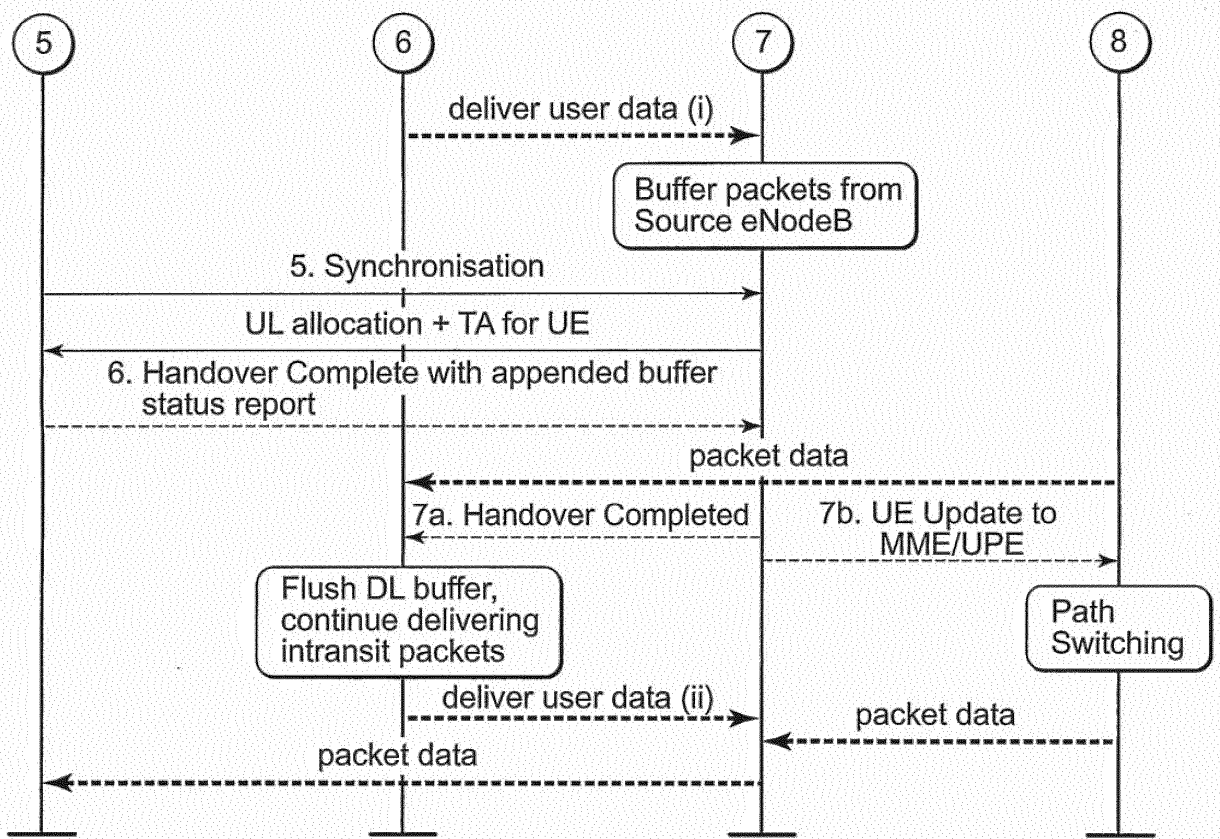 5
6
7
8
deliver user data (i)
Buffer packets from
Source eNodeB
5. Synchronisation
UL allocation + TA for UE
6. Handover Complete with appended buffer
status report
packet data
7a. Handover Completed
7b. UE Update to
MME/UPE
Flush DL buffer,
continue delivering
intransit packets
Path
Switching
deliver user data (ii)
packet data
packet data